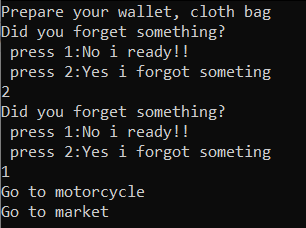 Prepare your wallet, cloth bag
Did you forget something?
 press 1:No i ready!!
 press 2:Yes i forgot someting
2
Did you forget something?
 press 1:No i ready!!
 press 2:Yes i forgot someting
1
Go to motorcycle
Go to market